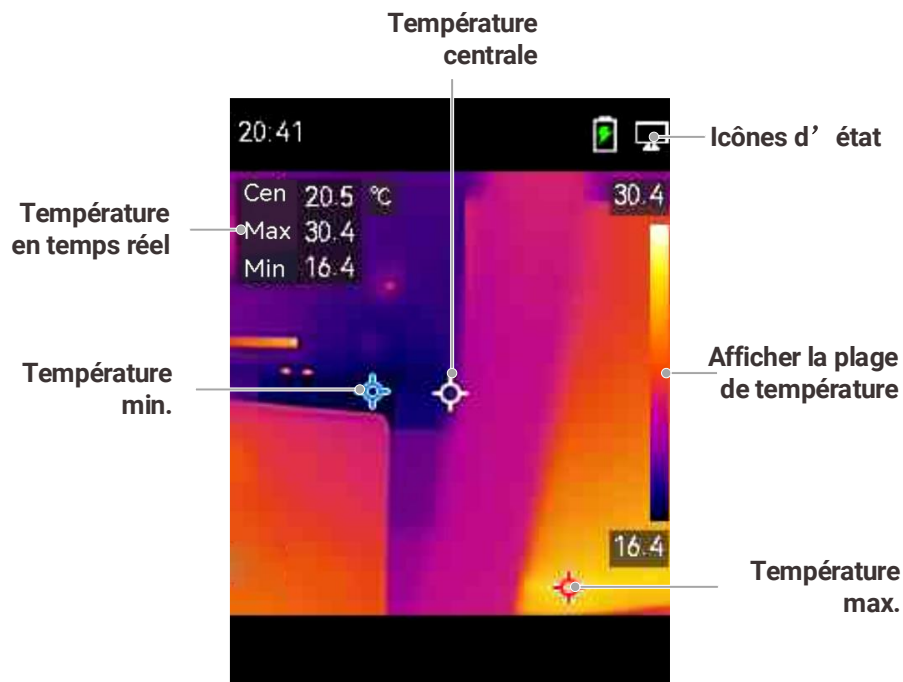 Température
centrale
20:41
Icônes d’ état
Cen 20.5 °C
Max 30.4
Min 16.4
30.4
Température
en temps réel
Température
min.
Afficher la plage
de température
16.4
Température
max.